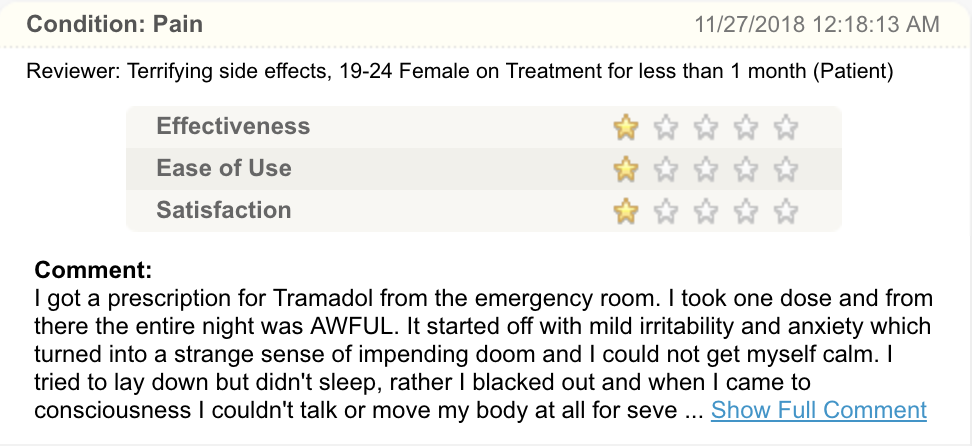 Condition: Pain 11/27/2018 12:18:13 AM
Reviewer: Terrifying side effects, 19-24 Female on Treatment for less than 1 month (Patient)
Effectiveness
Ease of Use
Satisfaction
Comment:
I got a prescription for Tramadol from the emergency room. I took one dose and from
there the entire night was AWFUL. It started off with mild irritability and anxiety which
turned into a strange sense of impending doom and I could not get myself calm. I
tried to lay down but didn't sleep, rather I blacked out and when I came to
consciousness I couldn't talk or move my body at all for seve ... Show Full Comment